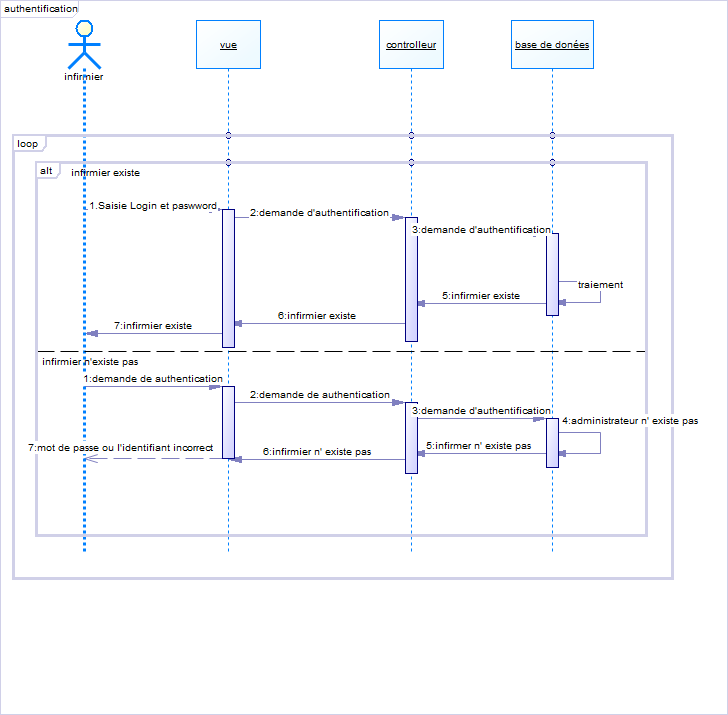 authentification
vue
controlleur
base de donées
infirmier
loop
alt
infirmier existe
1.Saisie Login et paswword
2:demande d'authentification
3:demande d'authentification
traiement
5:infirmier existe
6:infirmier existe
7:infirmier existe
infirmier n'existe pas
1:demande de authentication
2:demande de authentication
3:demande d'authentification
4:administrateur n' existe pas
5:infirmer n' existe pas
7:mot de passe ou l'identifiant incorrect
6:infirmier n' existe pas